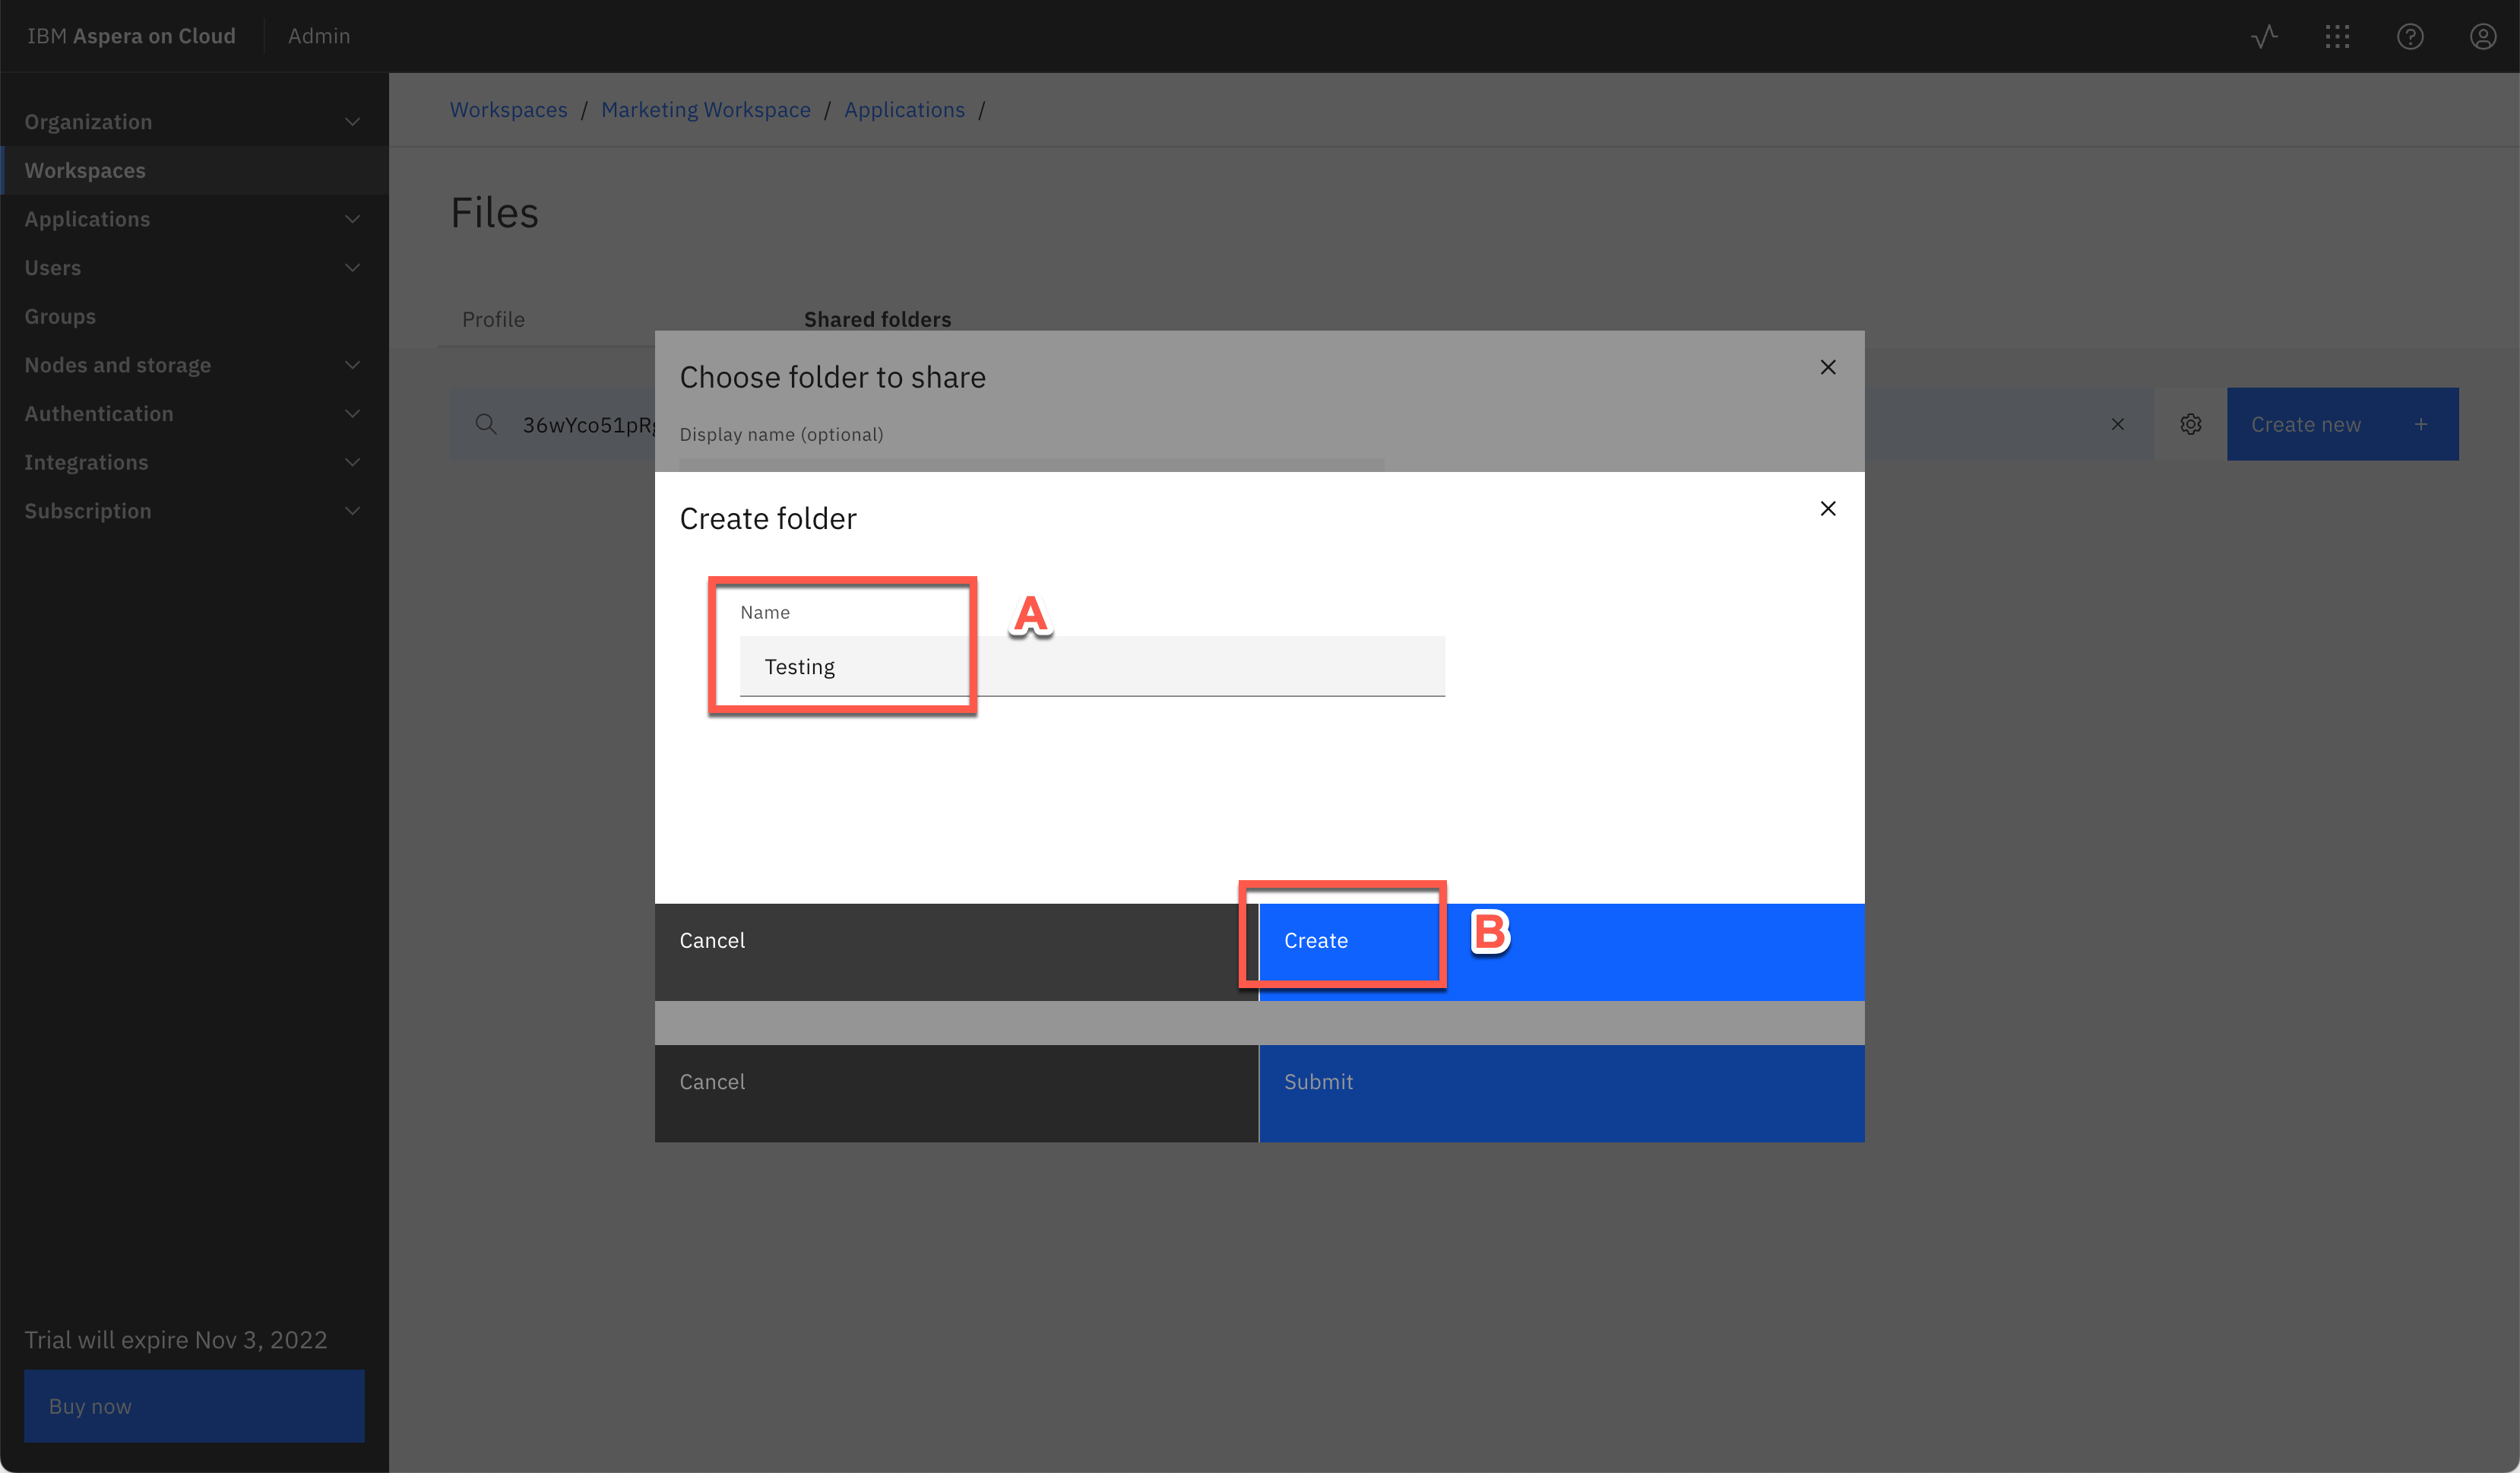 IBM Aspera on Cloud
Admin
Organization
Workspaces
Applications
Users
Groups
Nodes and storage
Authentication
Integrations
Subscription
Trial will expire Nov 3, 2022
Buy now
Workspaces / Marketing Workspace / Applications /
Files
Profile
Shared folders
Create new +
Choose folder to share
Display name (optional)
Create folder
Name
A
Testing
Cancel
Create
B
Cancel
Submit